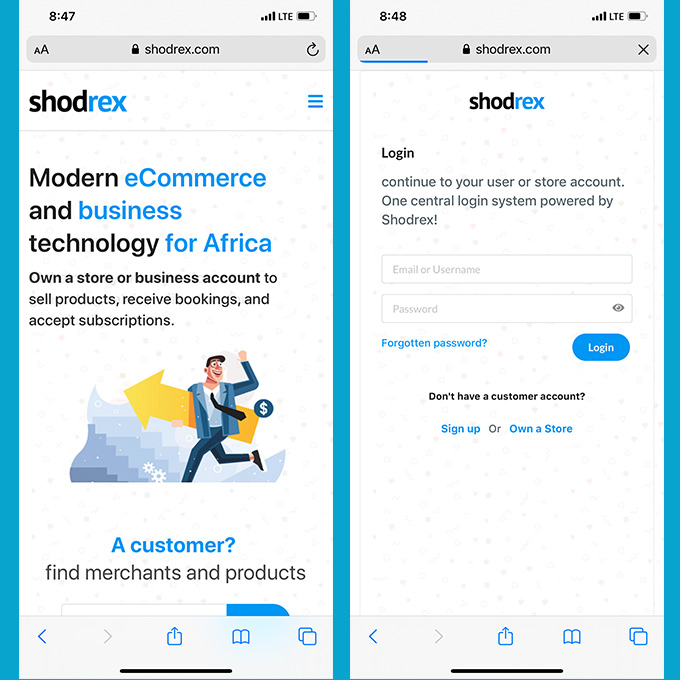 8:47
LTE
AA
shodrex.com
shodrex
Modern eCommerce
and business
technology for Africa
Own a store or business account to
sell products, receive bookings, and
accept subscriptions.
$
A customer?
find merchants and products
8:48
LTE
AA
shodrex.com
shodrex
Login
continue to your user or store account.
One central login system powered by
Shodrex!
Email or Username
Password
Forgotten password?
Login
Don't have a customer account?
Sign up Or Own a Store